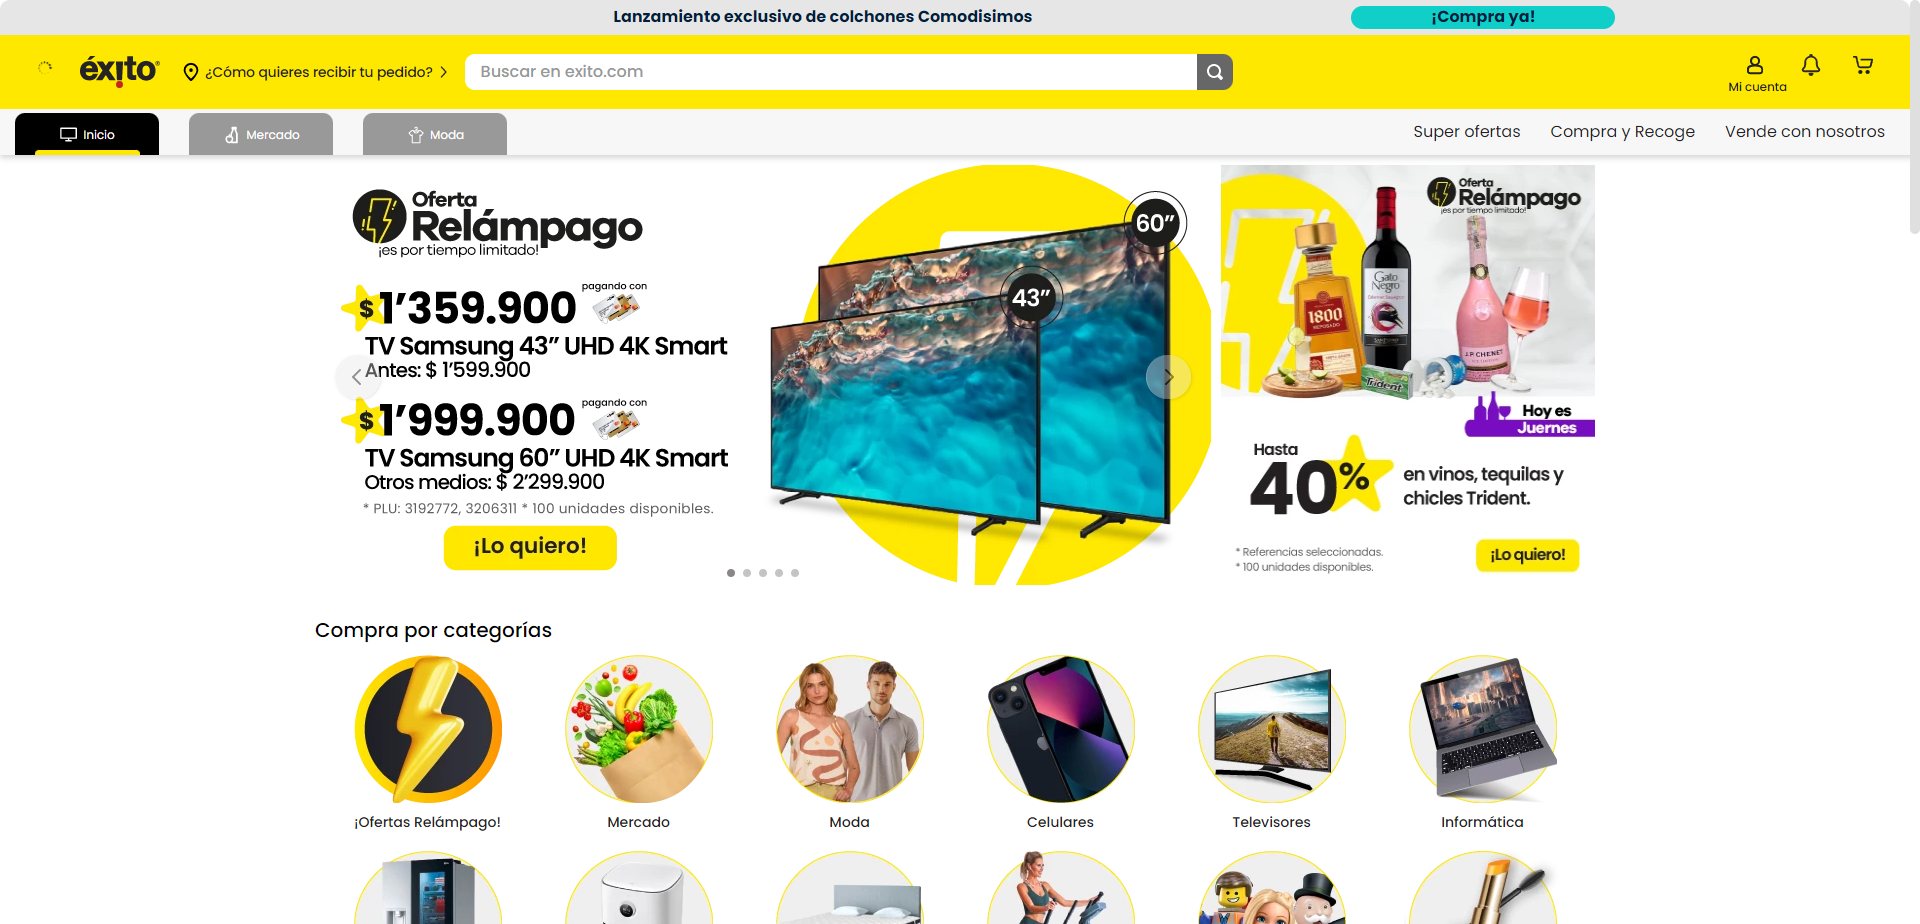 Lanzamiento exclusivo de colchones Comodisimos
¡Compra ya!
éxito
¿Cómo quieres recibir tu pedido?
Buscar en exito.com
Mi cuenta
Inicio
Mercado
Moda
Super ofertas
Compra y Recoge
Vende con nosotros
Oferta
Relámpago
¡es por tiempo limitado!
$1'359.900
pagando con
TV Samsung 43” UHD 4K Smart
Antes: $ 1'599.900
$1'999.900
pagando con
TV Samsung 60” UHD 4K Smart
Otros medios: $ 2'299.900
* PLU: 3192772, 3206311 * 100 unidades disponibles.
¡Lo quiero!
60”
43”
Oferta
Relámpago
¡es por tiempo limitado!
1800
REPOSADO
Gato
Negro
J.P. CHENET
Trident
Hoy es
Juernes
Hasta
40%
en vinos, tequilas y
chicles Trident.
* Referencias seleccionadas.
* 100 unidades disponibles.
¡Lo quiero!
Compra por categorías
¡Ofertas Relámpago!
Mercado
Moda
Celulares
Televisores
Informática